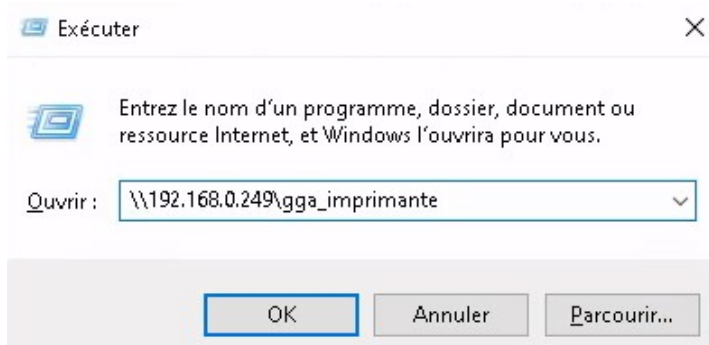 Exécuter
Entrez le nom d’un programme, dossier, document ou
ressource Internet, et Windows l’ouvrira pour vous.
Ouvrir : \\192.168.0.249\gga_imprimante
OK Annuler Parcourir...